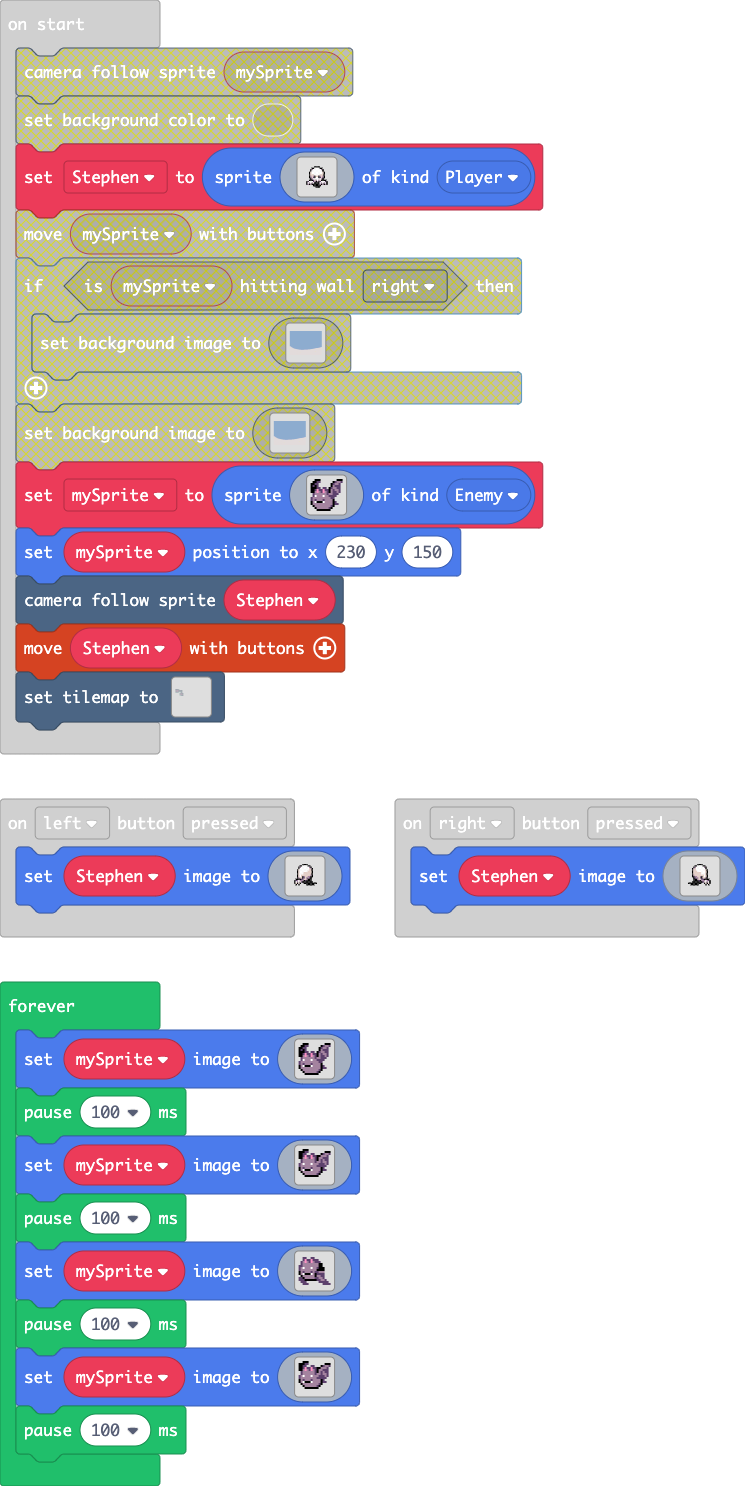 on start
camera follow sprite mySprite
set background color to
set Stephen to sprite of kind Player
move mySprite with buttons
if is mySprite hitting wall right then
set background image to
set background image to
set mySprite to sprite of kind Enemy
set mySprite position to x 230 y 150
camera follow sprite Stephen
move Stephen with buttons
set tilemap to
on left button pressed
set Stephen image to
on right button pressed
set Stephen image to
forever
set mySprite image to
pause 100 ms
set mySprite image to
pause 100 ms
set mySprite image to
pause 100 ms
set mySprite image to
pause 100 ms